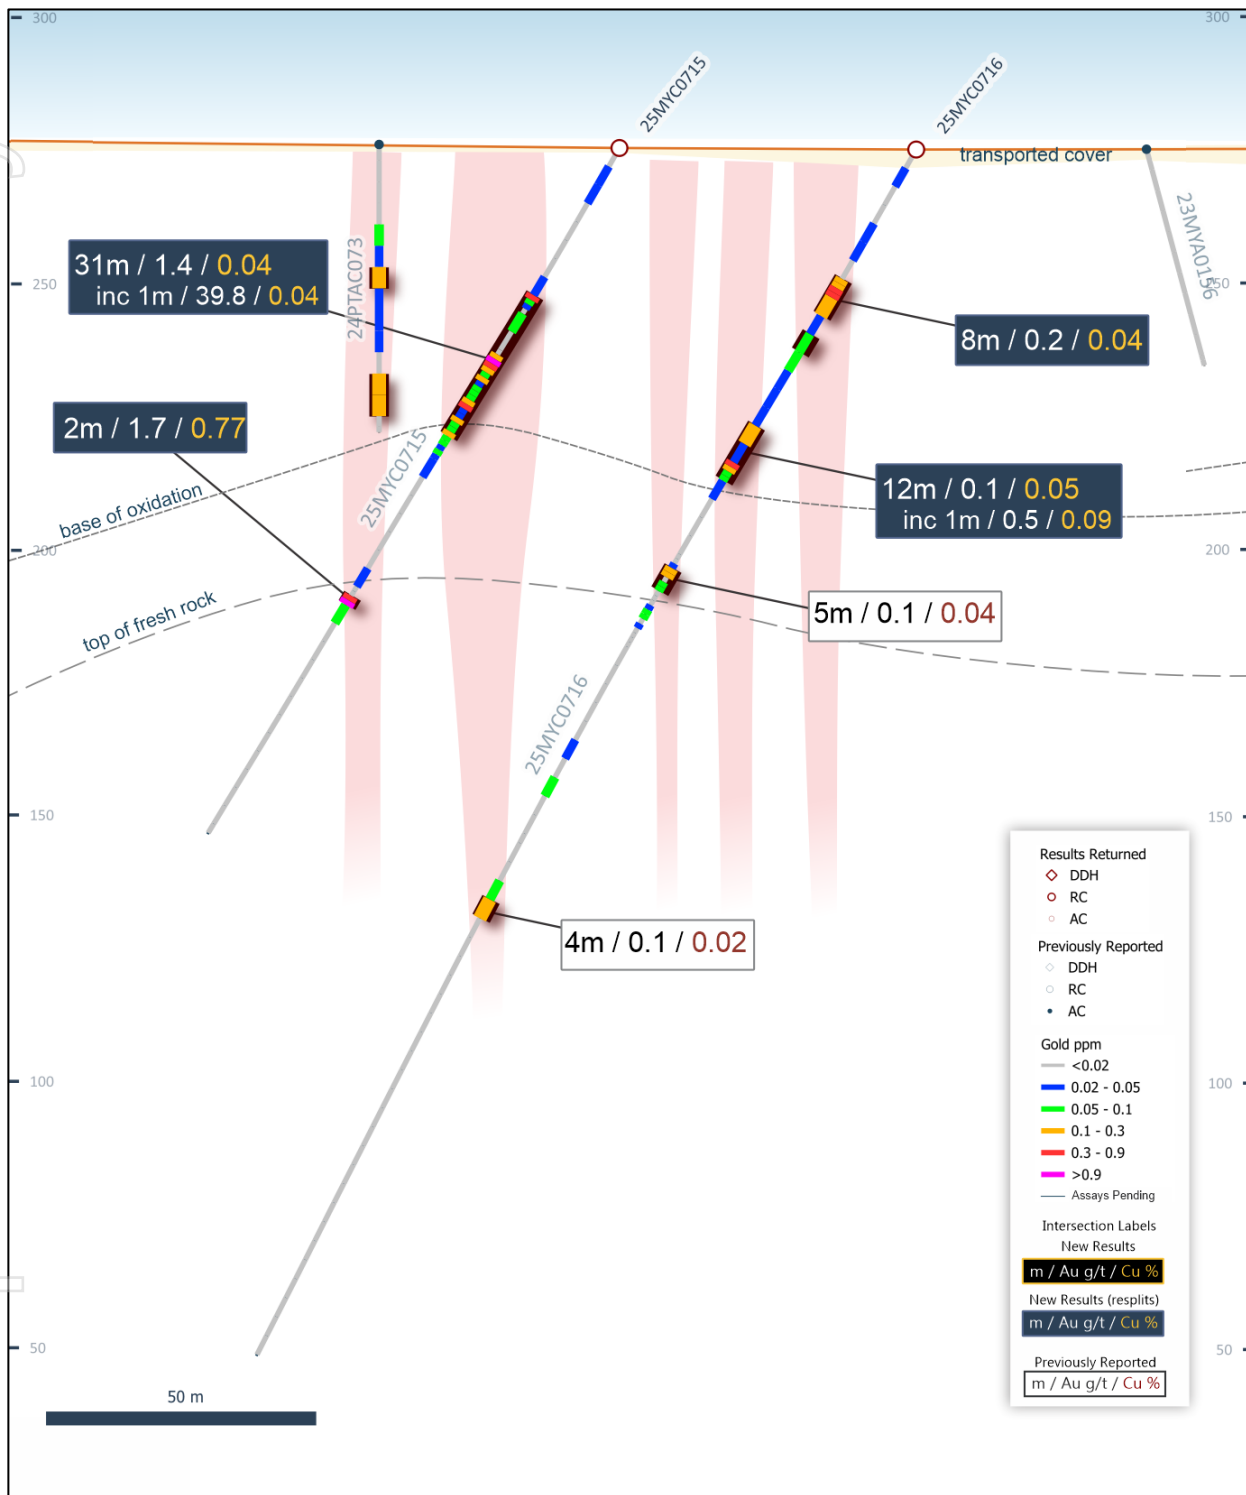 300
300
25MYC0715
25MYC0716
transported cover
23MYA0156
24PTAC073
31m / 1.4 / 0.04
inc 1m / 39.8 / 0.04
250
250
8m / 0.2 / 0.04
2m / 1.7 / 0.77
25MYC0715
base of oxidation
12m / 0.1 / 0.05
inc 1m / 0.5 / 0.09
200
200
top of fresh rock
5m / 0.1 / 0.04
25MYC0716
150
150
4m / 0.1 / 0.02
100
100
50
50
50 m
Results Returned
DDH
RC
AC
Previously Reported
DDH
RC
AC
Gold ppm
<0.02
0.02 - 0.05
0.05 - 0.1
0.1 - 0.3
0.3 - 0.9
>0.9
Assays Pending
Intersection Labels
New Results
m / Au g/t / Cu %
New Results (resplits)
m / Au g/t / Cu %
Previously Reported
m / Au g/t / Cu %